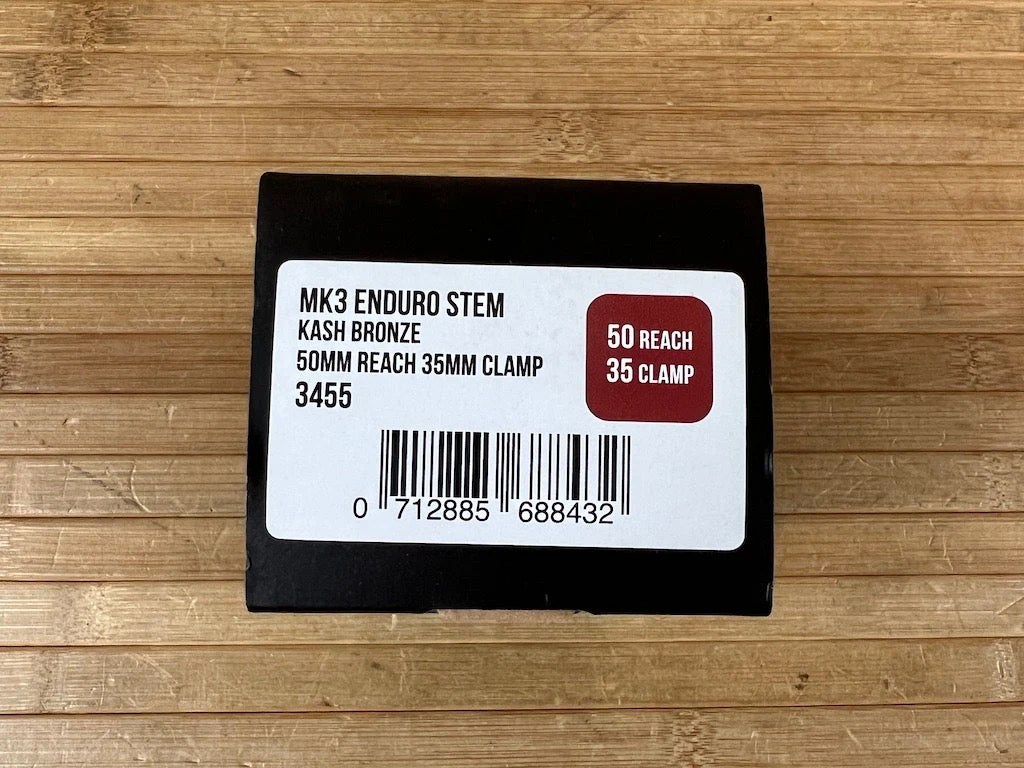 MK3 ENDURO STEM
KASH BRONZE
50MM REACH 35MM CLAMP
3455
50 REACH
35 CLAMP
0 712885 688432